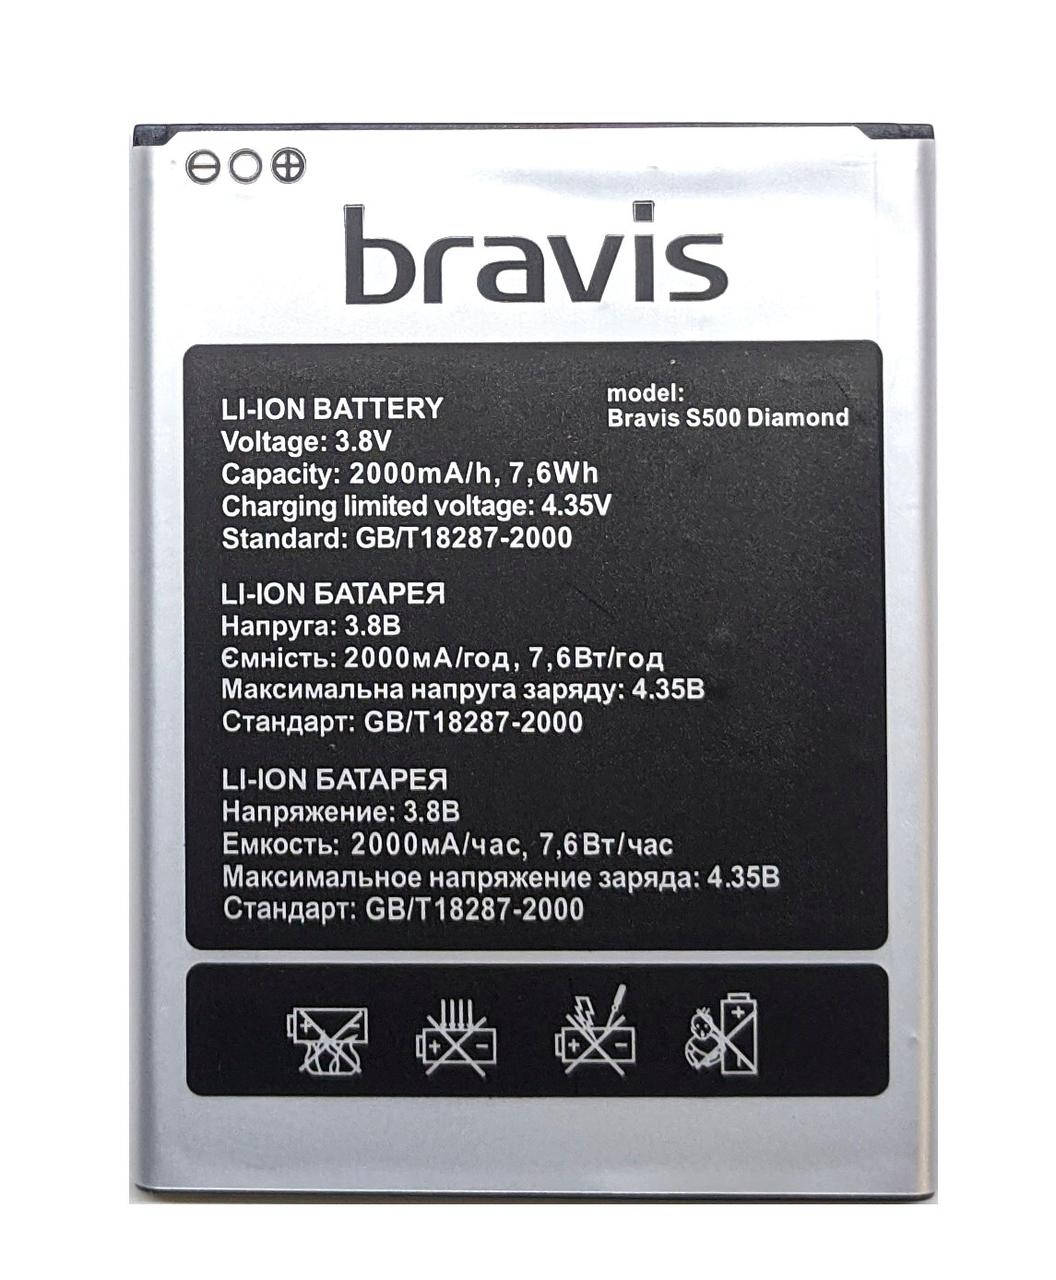 bravis
model:
Bravis S500 Diamond
LI-ION BATTERY
Voltage: 3.8V
Capacity: 2000mA/h, 7,6Wh
Charging limited voltage: 4.35V
Standard: GB/T18287-2000
LI-ION БАТАРЕЯ
Напруга: 3.8В
Ємність: 2000мА/год, 7,6Вт/год
Максимальна напруга заряду: 4.35В
Стандарт: GB/T18287-2000
LI-ION БАТАРЕЯ
Напряжение: 3.8В
Емкость: 2000мА/час, 7,6Вт/час
Максимальное напряжение заряда: 4.35В
Стандарт: GB/T18287-2000